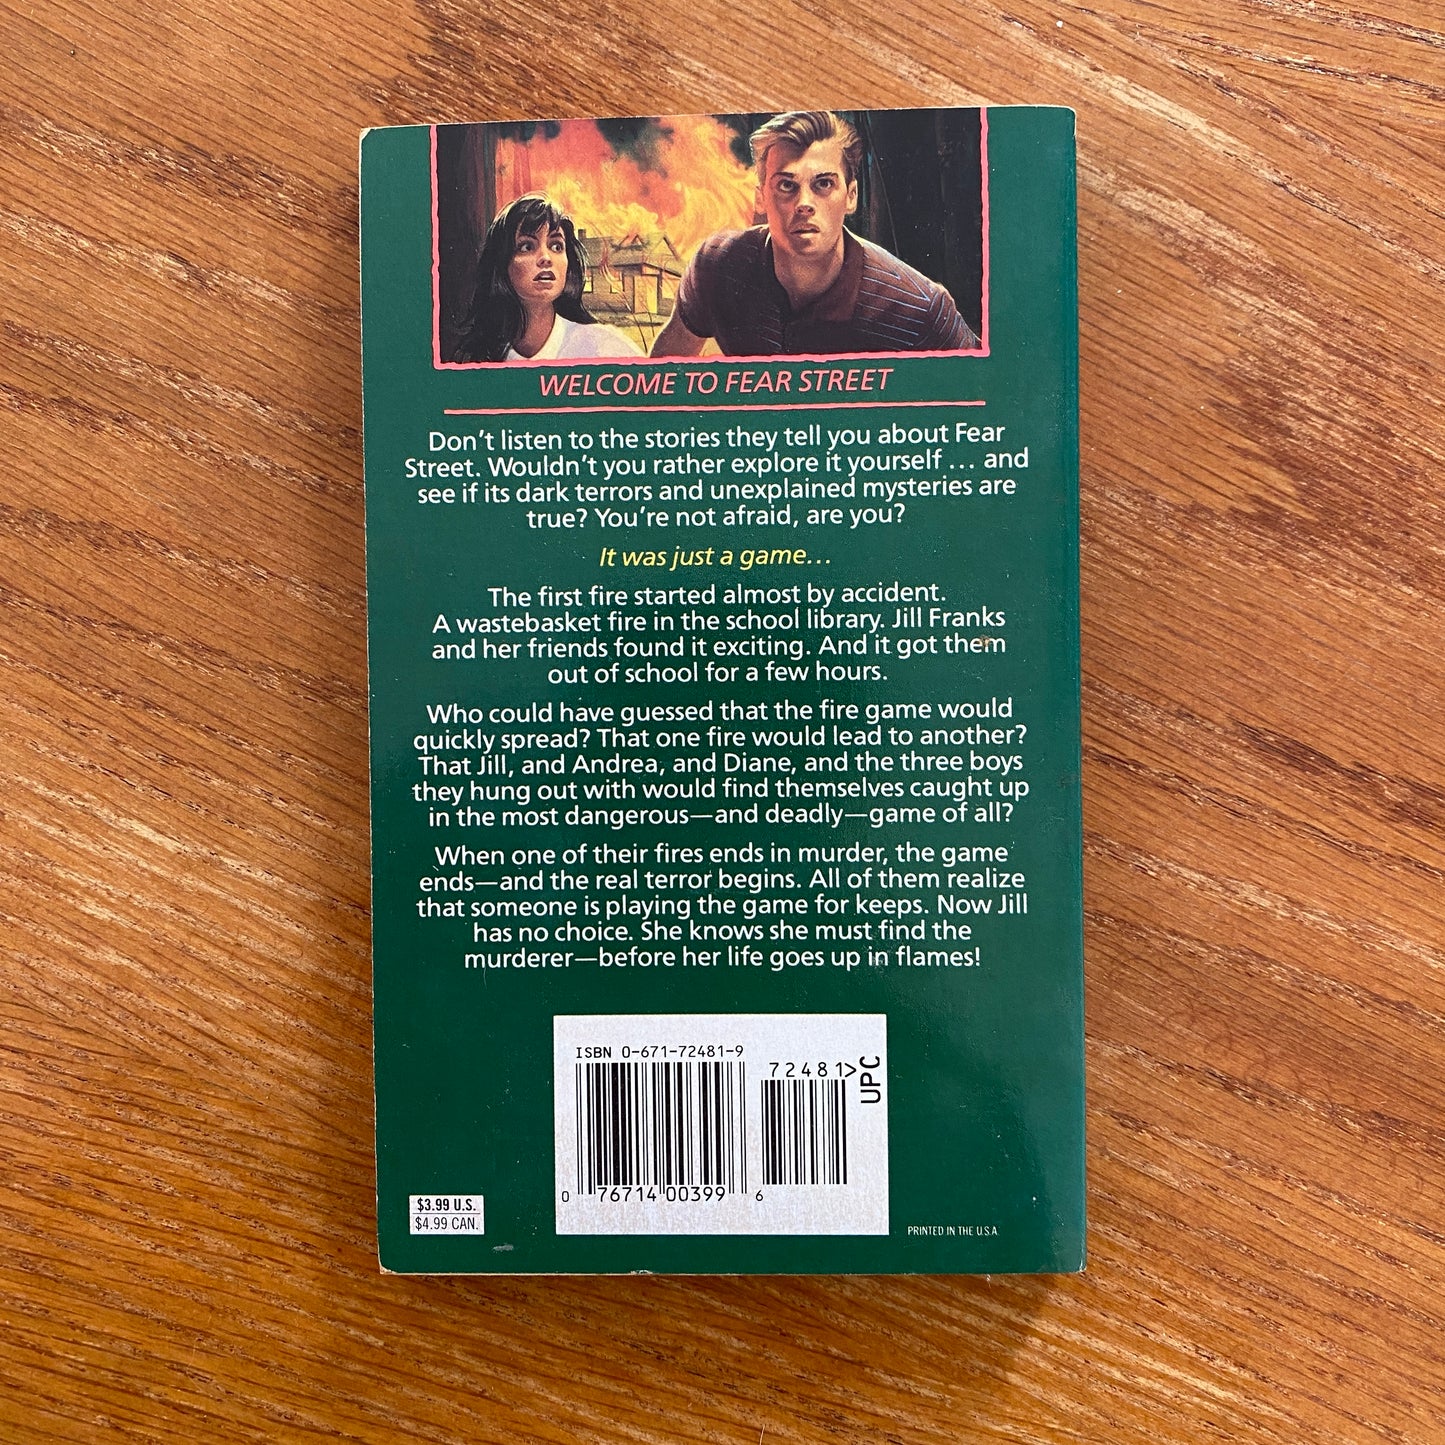 WELCOME TO FEAR STREET
Don't listen to the stories they tell you about Fear
Street. Wouldn't you rather explore it yourself ... and
see if its dark terrors and unexplained mysteries are
true? You're not afraid, are you?
It was just a game...
The first fire started almost by accident.
A wastebasket fire in the school library. Jill Franks
and her friends found it exciting. And it got them
out of school for a few hours.
Who could have guessed that the fire game would
quickly spread? That one fire would lead to another?
That Jill, and Andrea, and Diane, and the three boys
they hung out with would find themselves caught up
in the most dangerous—and deadly—game of all?
When one of their fires ends in murder, the game
ends—and the real terror begins. All of them realize
that someone is playing the game for keeps. Now Jill
has no choice. She knows she must find the
murderer—before her life goes up in flames!
ISBN 0-671-72481-9
72481>
UPC
0 76714 00399 6
$3.99 U.S.
$4.99 CAN.
PRINTED IN THE U.S.A.